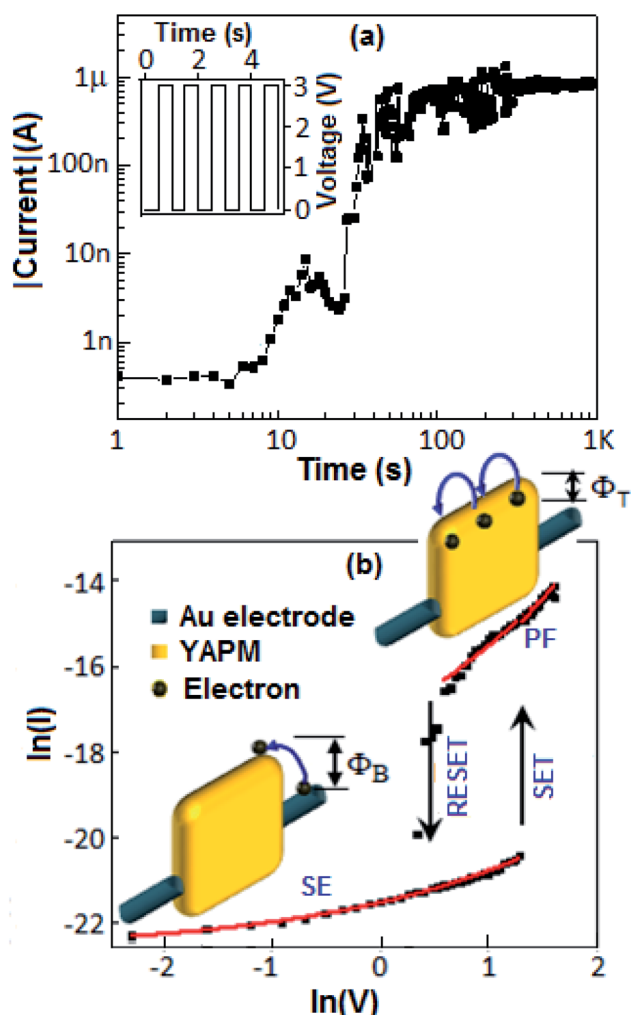 Time (s)
0 2 4
(a)
3
2
1
0
Voltage (V)
1μ
100n
10n
1n
|Current|(A)
1 10 100 1K
Time (s)
Φ_T
(b)
-14
-16
-18
-20
-22
ln(I)
Au electrode
YAPM
Electron
PF
Φ_B
RESET
SET
SE
-2 -1 0 1 2
ln(V)